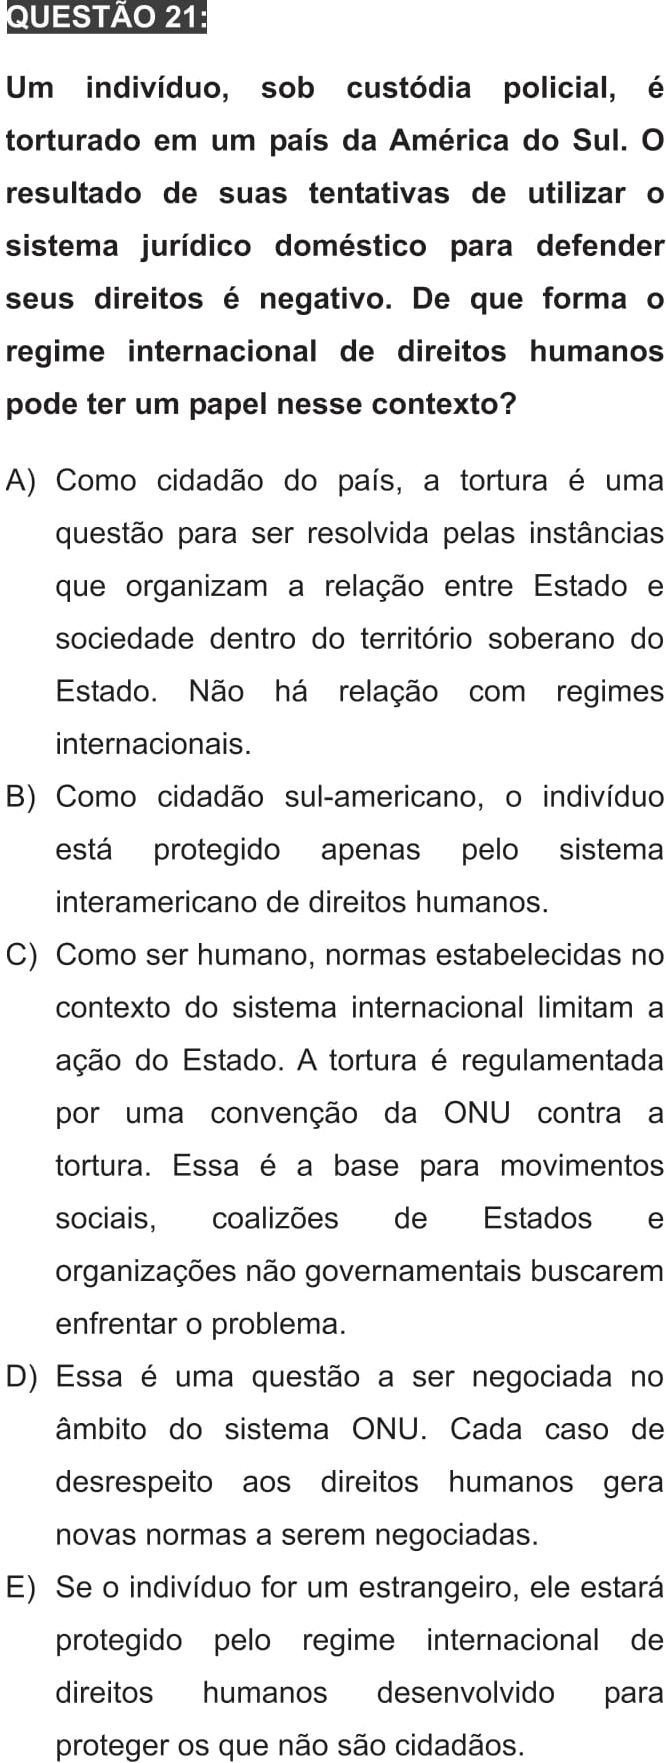 QUESTÃO 21:
Um indivíduo, sob custódia policial, é
torturado em um país da América do Sul. O
resultado de suas tentativas de utilizar o
sistema jurídico doméstico para defender
seus direitos é negativo. De que forma o
regime internacional de direitos humanos
pode ter um papel nesse contexto?
A) Como cidadão do país, a tortura é uma
questão para ser resolvida pelas instâncias
que organizam a relação entre Estado e
sociedade dentro do território soberano do
Estado. Não há relação com regimes
internacionais.
B) Como cidadão sul-americano, o indivíduo
está protegido apenas pelo sistema
interamericano de direitos humanos.
C) Como ser humano, normas estabelecidas no
contexto do sistema internacional limitam a
ação do Estado. A tortura é regulamentada
por uma convenção da ONU contra a
tortura. Essa é a base para movimentos
sociais, coalizões de Estados e
organizações não governamentais buscarem
enfrentar o problema.
D) Essa é uma questão a ser negociada no
âmbito do sistema ONU. Cada caso de
desrespeito aos direitos humanos gera
novas normas a serem negociadas.
E) Se o indivíduo for um estrangeiro, ele estará
protegido pelo regime internacional de
direitos humanos desenvolvido para
proteger os que não são cidadãos.